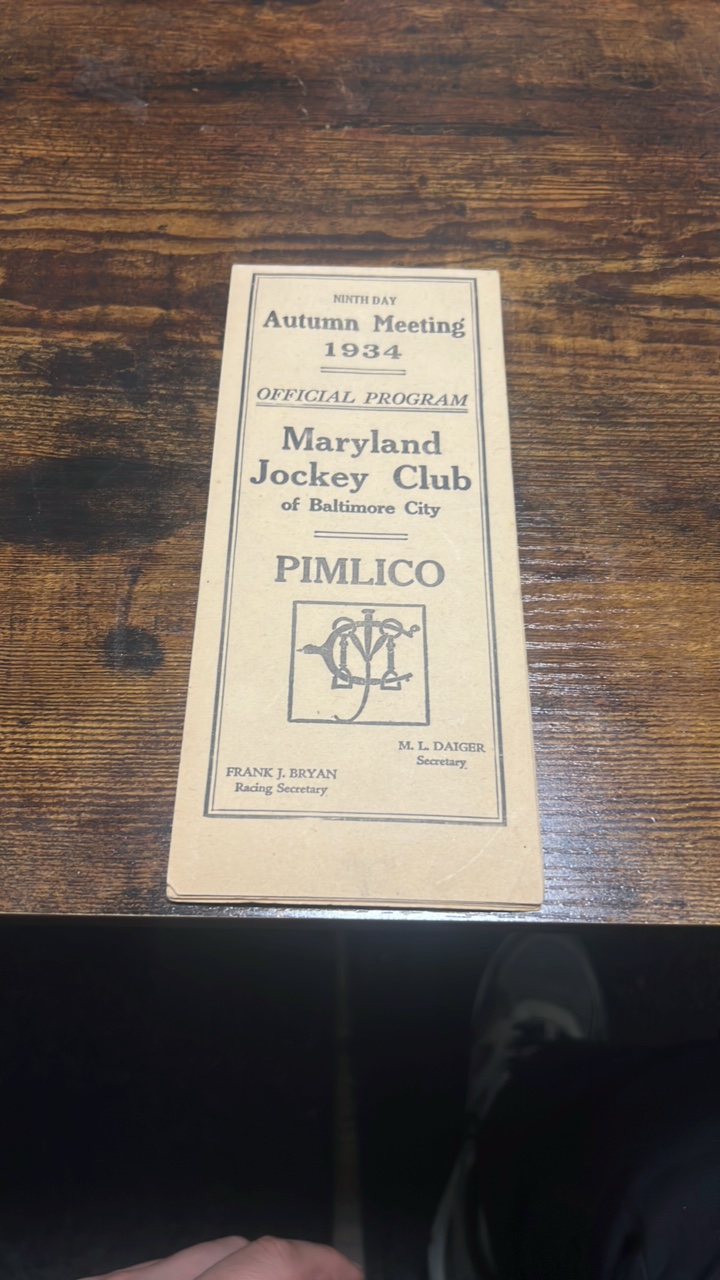 NINTH DAY
Autumn Meeting
1934
OFFICIAL PROGRAM
Maryland
Jockey Club
of Baltimore City
PIMLICO
MJC
M. L. DAIGER
Secretary
FRANK J. BRYAN
Racing Secretary